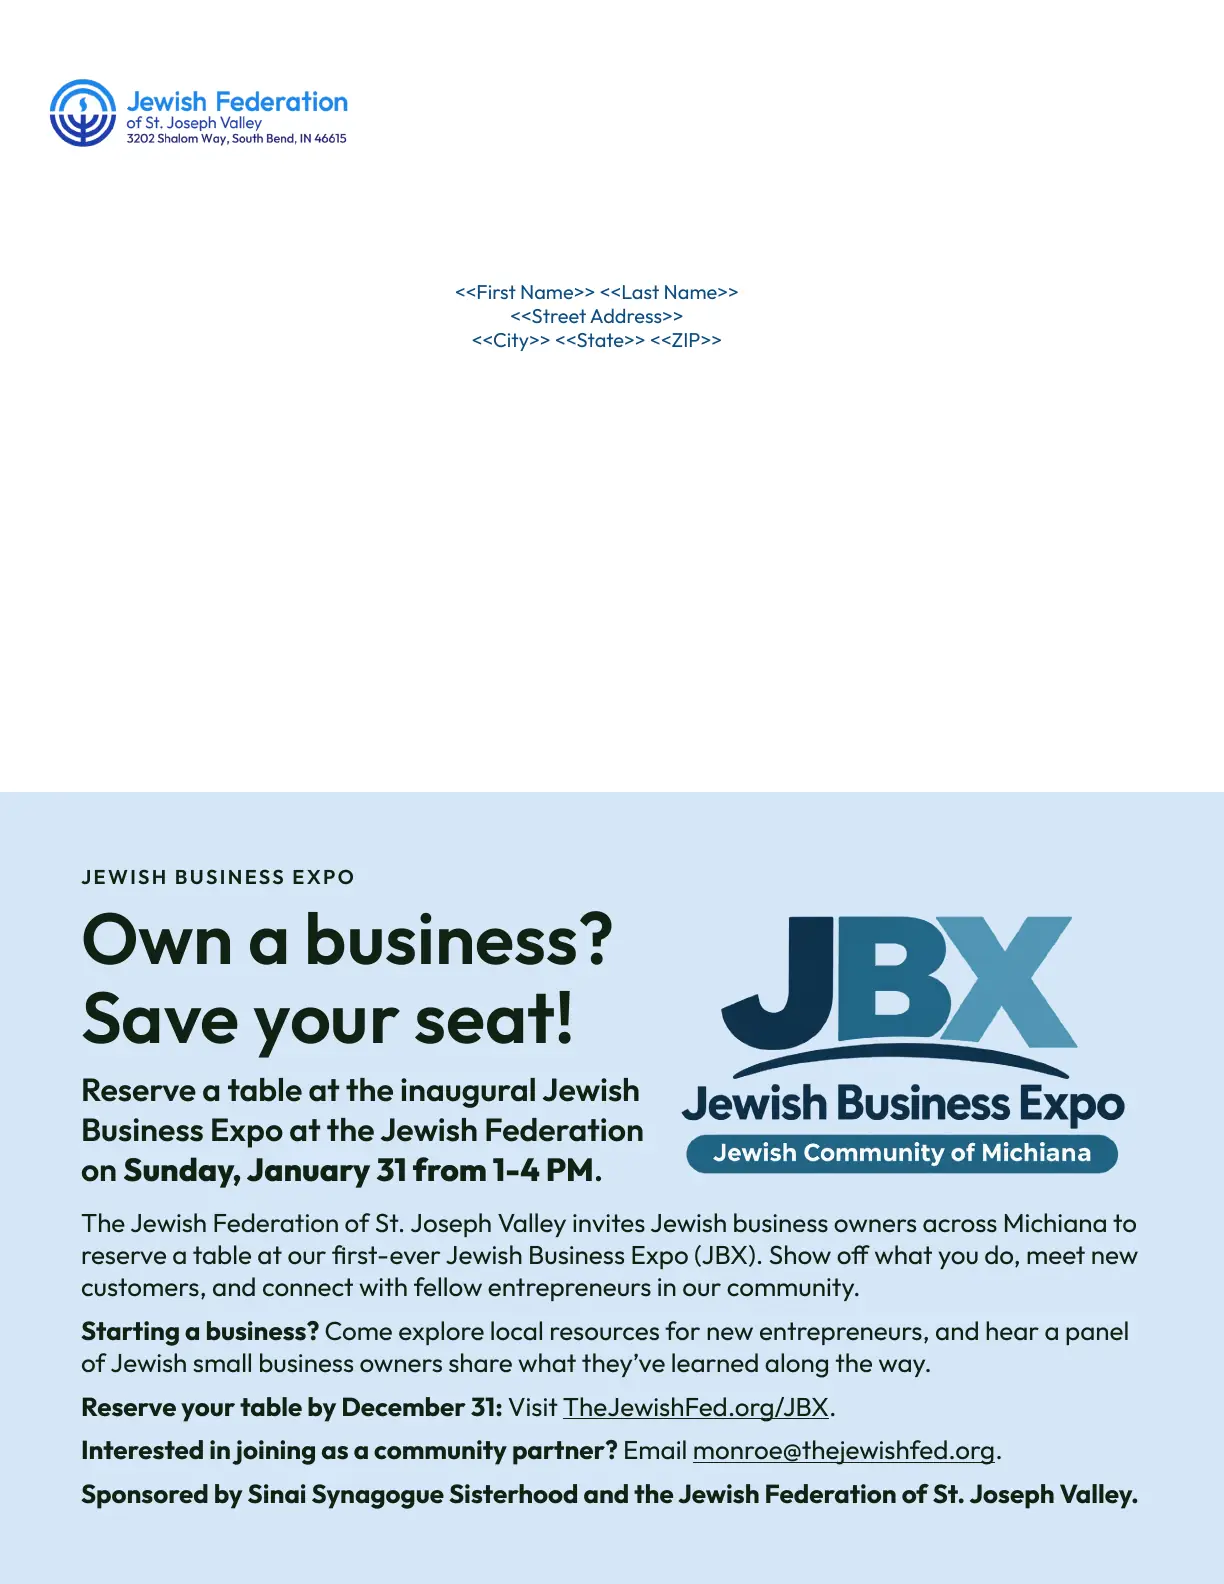 Jewish Federation
of St. Joseph Valley
3202 Shalom Way, South Bend, IN 46615
<<First Name>> <<Last Name>>
<<Street Address>>
<<City>> <<State>> <<ZIP>>
JEWISH BUSINESS EXPO
Own a business?
Save your seat!
Reserve a table at the inaugural Jewish
Business Expo at the Jewish Federation
on Sunday, January 31 from 1-4 PM.
JBX
Jewish Business Expo
Jewish Community of Michiana
The Jewish Federation of St. Joseph Valley invites Jewish business owners across Michiana to
reserve a table at our first-ever Jewish Business Expo (JBX). Show off what you do, meet new
customers, and connect with fellow entrepreneurs in our community.
Starting a business? Come explore local resources for new entrepreneurs, and hear a panel
of Jewish small business owners share what they’ve learned along the way.
Reserve your table by December 31: Visit TheJewishFed.org/JBX.
Interested in joining as a community partner? Email monroe@thejewishfed.org.
Sponsored by Sinai Synagogue Sisterhood and the Jewish Federation of St. Joseph Valley.